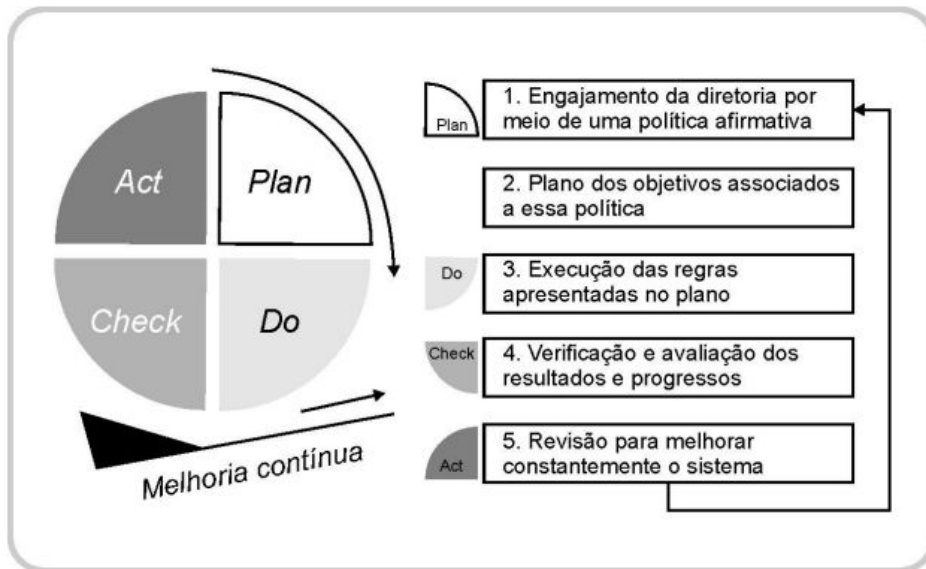 Act
Plan
Check
Do
Melhoria contínua
Plan
1. Engajamento da diretoria por
meio de uma política afirmativa
2. Plano dos objetivos associados
a essa política
Do
3. Execução das regras
apresentadas no plano
Check
4. Verificação e avaliação dos
resultados e progressos
Act
5. Revisão para melhorar
constantemente o sistema